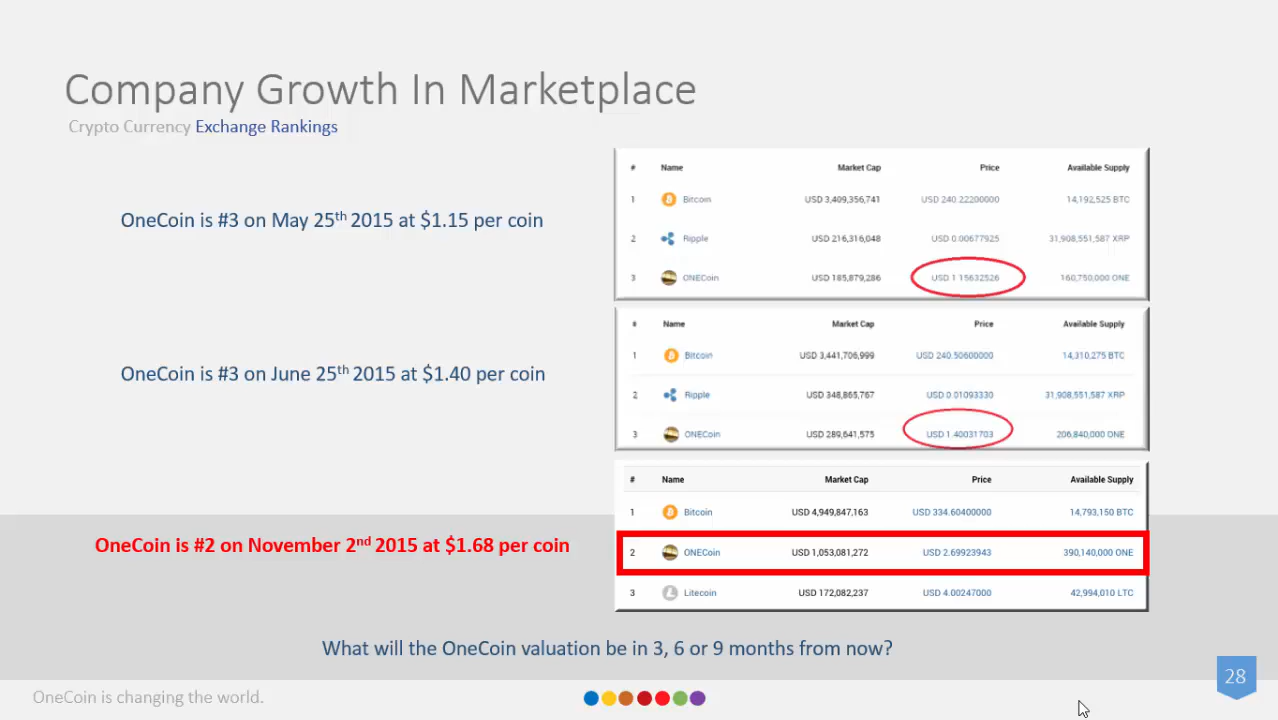 Company Growth In Marketplace
Crypto Currency Exchange Rankings
OneCoin is #3 on May 25th 2015 at $1.15 per coin
# Name Market Cap Price Available Supply
1 Bitcoin USD 3,409,356,741 USD 240.22200000 14,192,525 BTC
2 Ripple USD 216,316,048 USD 0.00677925 31,908,551,587 XRP
3 ONECoin USD 185,879,286 USD 1.15632526 160,750,000 ONE
OneCoin is #3 on June 25th 2015 at $1.40 per coin
# Name Market Cap Price Available Supply
1 Bitcoin USD 3,441,706,999 USD 240.50600000 14,310,275 BTC
2 Ripple USD 348,865,767 USD 0.01093330 31,908,551,587 XRP
3 ONECoin USD 289,641,575 USD 1.40031703 206,840,000 ONE
OneCoin is #2 on November 2nd 2015 at $1.68 per coin
# Name Market Cap Price Available Supply
1 Bitcoin USD 4,949,847,163 USD 334.60400000 14,793,150 BTC
2 ONECoin USD 1,053,081,272 USD 2.69923943 390,140,000 ONE
3 Litecoin USD 172,082,237 USD 4.00247000 42,994,010 LTC
What will the OneCoin valuation be in 3, 6 or 9 months from now?
OneCoin is changing the world.
28